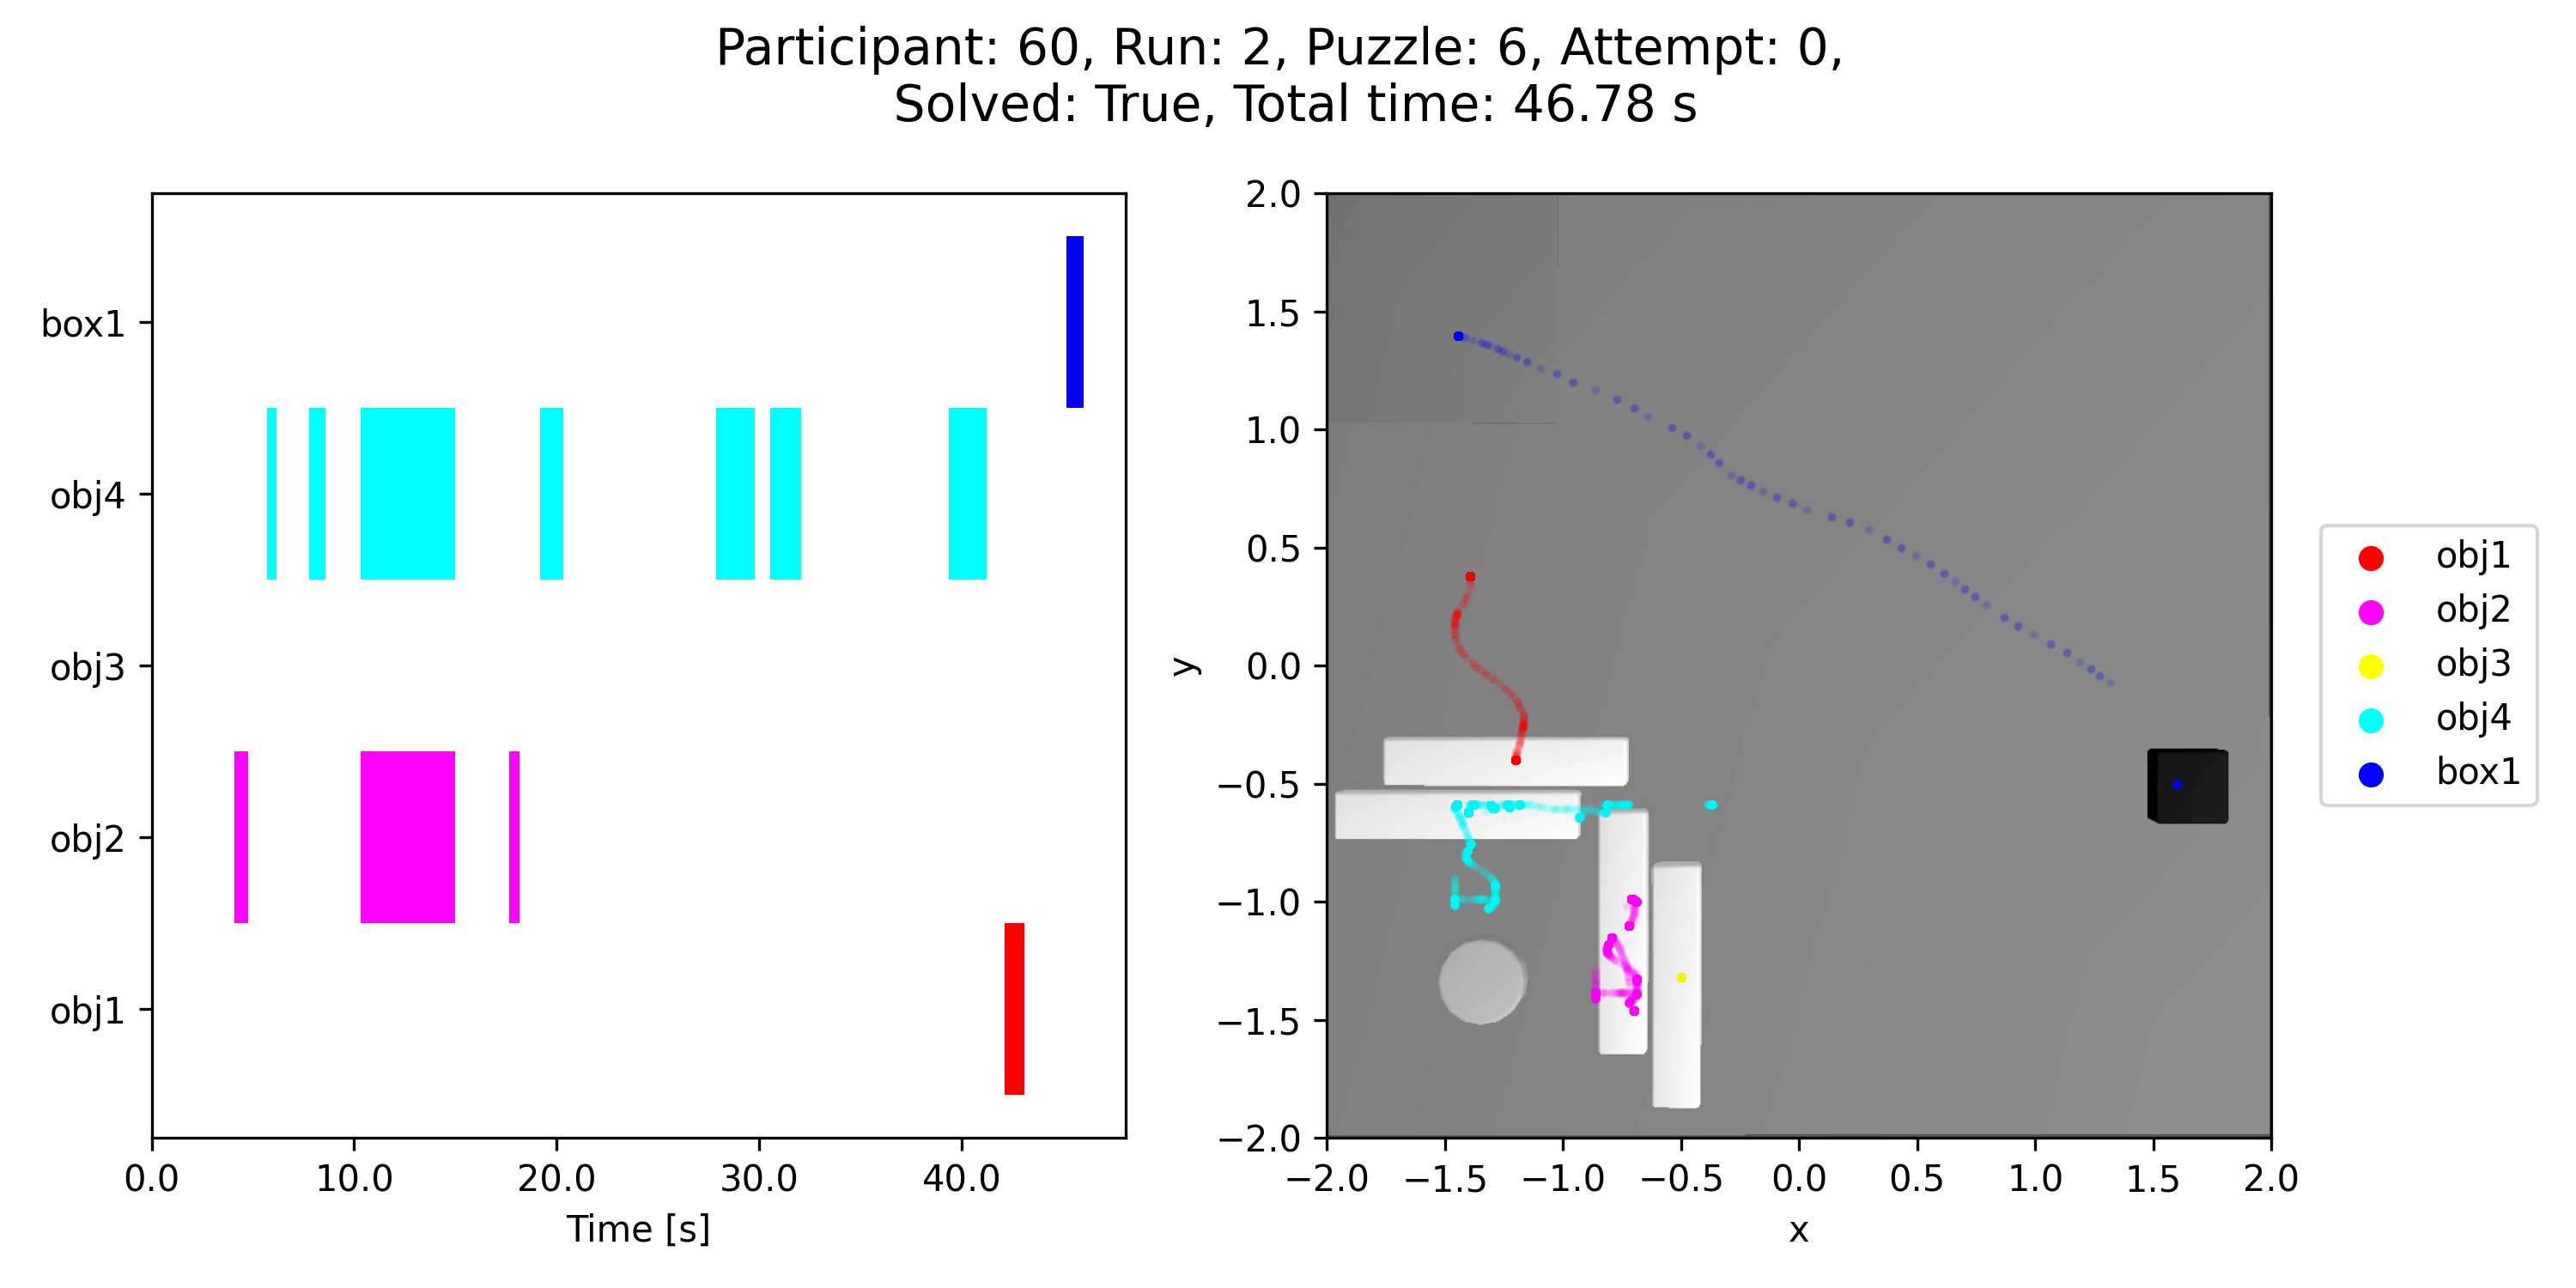 Participant: 60, Run: 2, Puzzle: 6, Attempt: 0,
Solved: True, Total time: 46.78 s
box1
obj4
obj3
obj2
obj1
0.0 10.0 20.0 30.0 40.0
Time [s]
2.0
1.5
1.0
0.5
0.0
−0.5
−1.0
−1.5
−2.0
y
−2.0 −1.5 −1.0 −0.5 0.0 0.5 1.0 1.5 2.0
x
obj1
obj2
obj3
obj4
box1